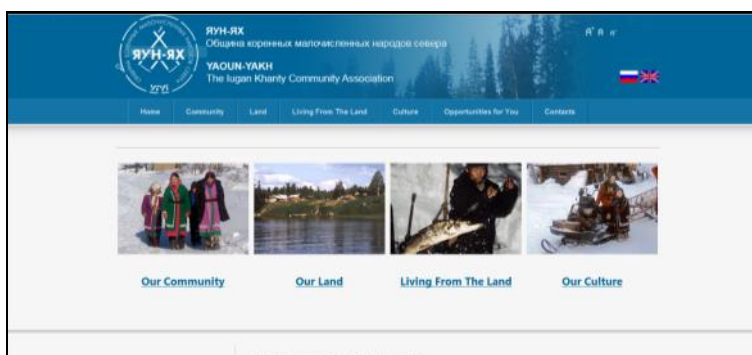 ЯУН-ЯХ
Община коренных малочисленных народов севера
YAOUN-YAKH
The Iugan Khanty Community Association
ЯУН-ЯХ
УГУТ
Home Community Land Living From The Land Culture Opportunities for You Contacts
Our Community Our Land Living From The Land Our Culture